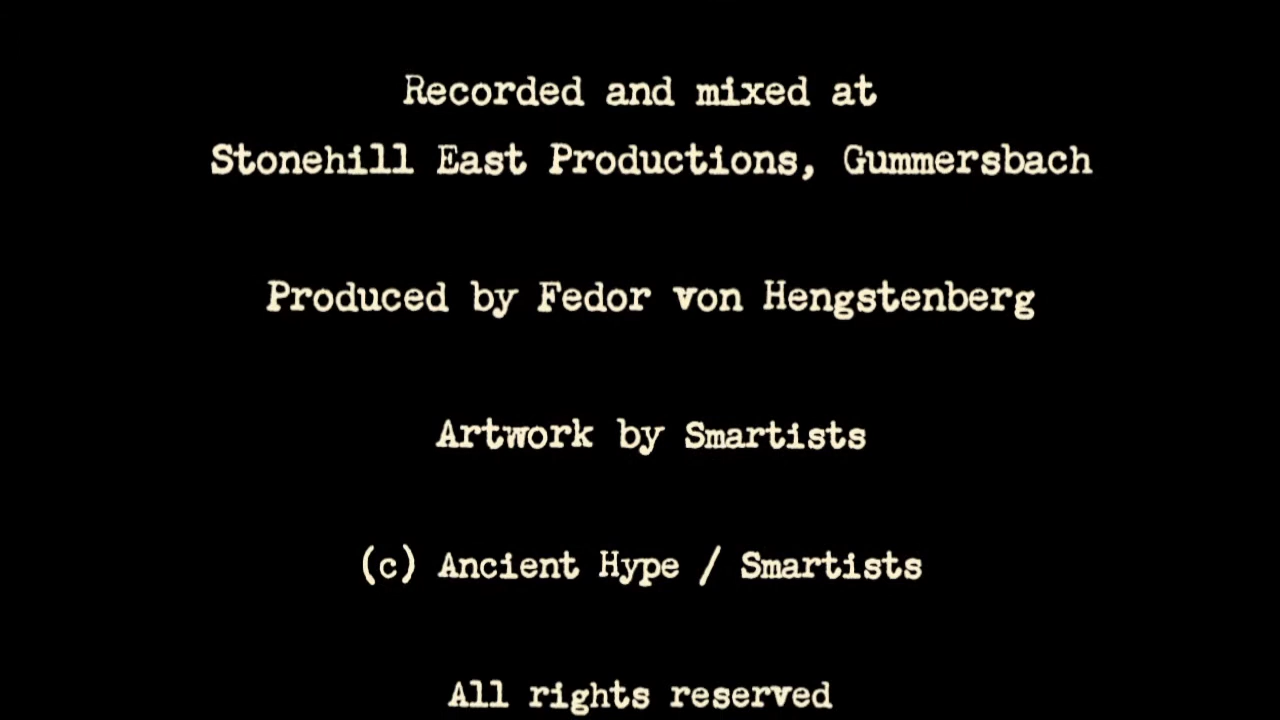 Recorded and mixed at
Stonehill East Productions, Gummersbach
Produced by Fedor von Hengstenberg
Artwork by Smartists
(c) Ancient Hype / Smartists
All rights reserved